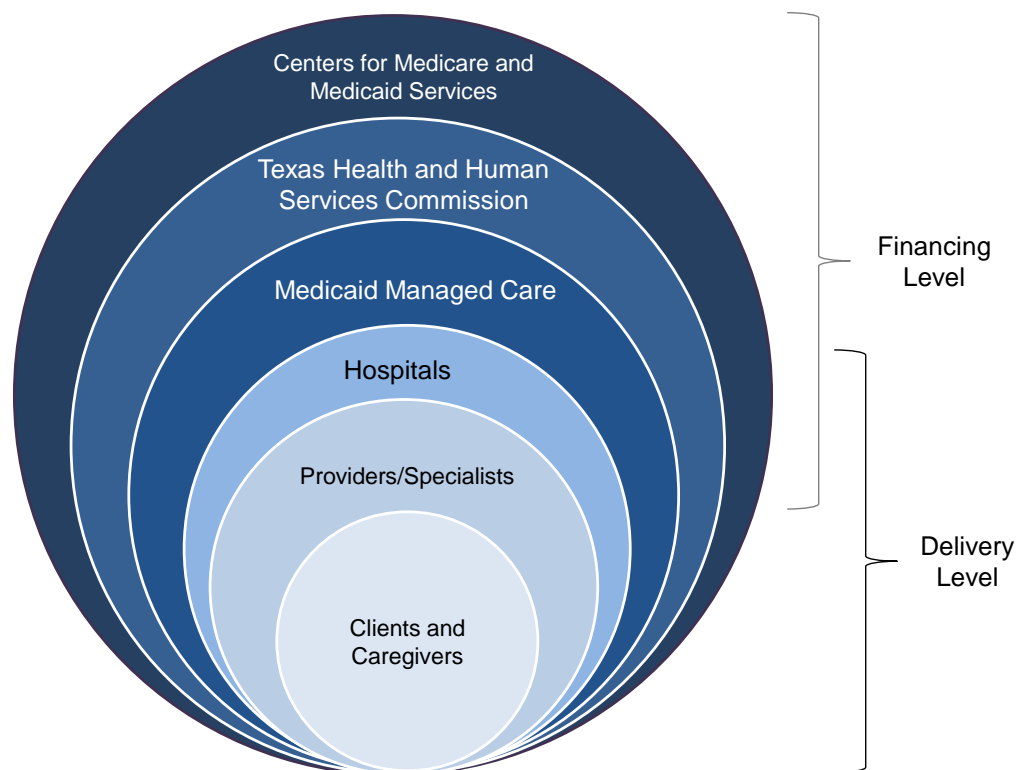 Centers for Medicare and
Medicaid Services
Texas Health and Human
Services Commission
Medicaid Managed Care
Hospitals
Providers/Specialists
Clients and
Caregivers
Financing
Level
Delivery
Level